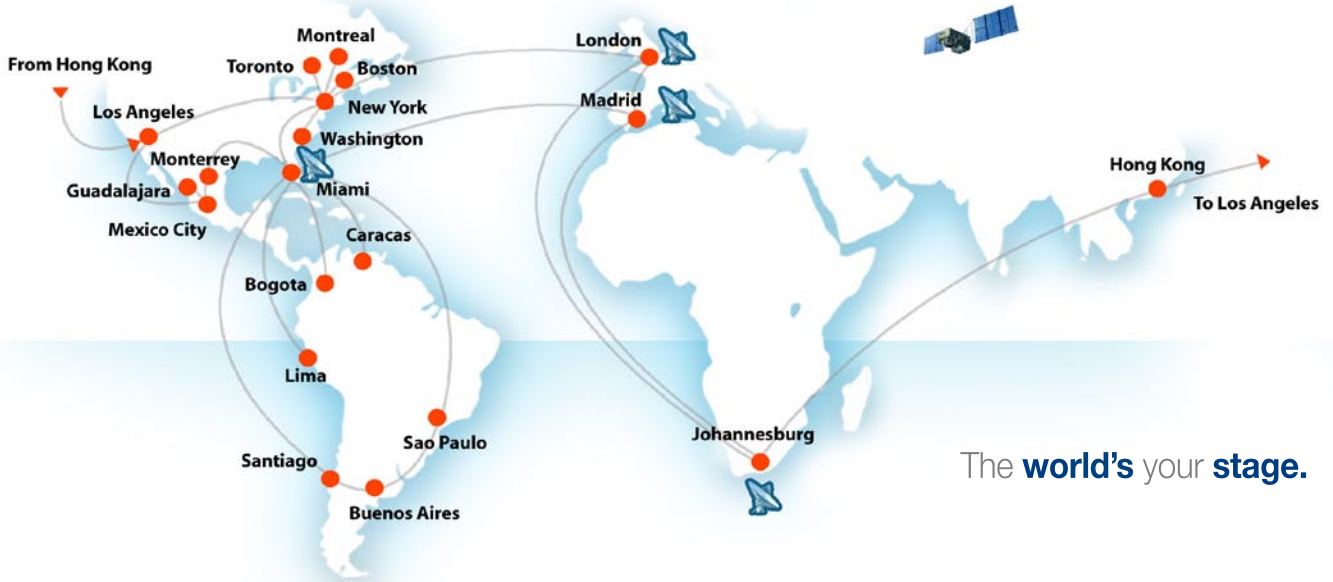 Montreal
London
From Hong Kong
Toronto
Boston
Los Angeles
New York
Madrid
Washington
Monterrey
Miami
Guadalajara
Mexico City
Hong Kong
To Los Angeles
Caracas
Bogota
Lima
Sao Paulo
Johannesburg
Santiago
Buenos Aires
The world's your stage.